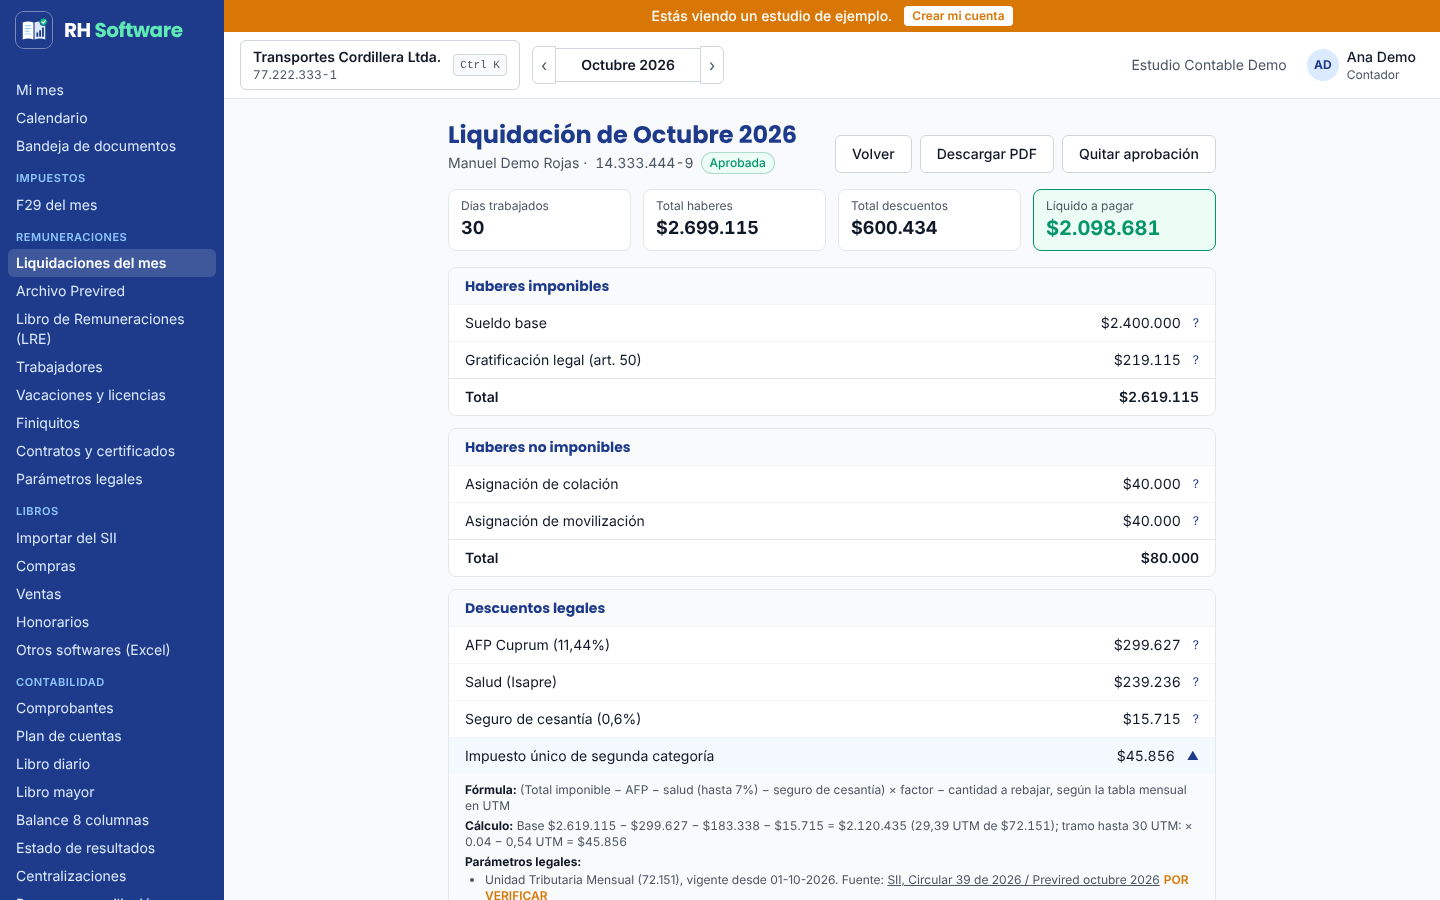 Estás viendo un estudio de ejemplo. Crear mi cuenta
RH Software
Transportes Cordillera Ltda.
77.222.333-1
Ctrl K
‹ Octubre 2026 ›
Estudio Contable Demo
AD
Ana Demo
Contador
Mi mes
Calendario
Bandeja de documentos
IMPUESTOS
F29 del mes
REMUNERACIONES
Liquidaciones del mes
Archivo Previred
Libro de Remuneraciones
(LRE)
Trabajadores
Vacaciones y licencias
Finiquitos
Contratos y certificados
Parámetros legales
LIBROS
Importar del SII
Compras
Ventas
Honorarios
Otros softwares (Excel)
CONTABILIDAD
Comprobantes
Plan de cuentas
Libro diario
Libro mayor
Balance 8 columnas
Estado de resultados
Centralizaciones
Liquidación de Octubre 2026
Manuel Demo Rojas · 14.333.444-9 Aprobada
Volver
Descargar PDF
Quitar aprobación
Días trabajados
30
Total haberes
$2.699.115
Total descuentos
$600.434
Líquido a pagar
$2.098.681
Haberes imponibles
Sueldo base $2.400.000 ?
Gratificación legal (art. 50) $219.115 ?
Total $2.619.115
Haberes no imponibles
Asignación de colación $40.000 ?
Asignación de movilización $40.000 ?
Total $80.000
Descuentos legales
AFP Cuprum (11,44%) $299.627 ?
Salud (Isapre) $239.236 ?
Seguro de cesantía (0,6%) $15.715 ?
Impuesto único de segunda categoría $45.856 ▲
Fórmula: (Total imponible − AFP − salud (hasta 7%) − seguro de cesantía) × factor − cantidad a rebajar, según la tabla mensual
en UTM
Cálculo: Base $2.619.115 − $299.627 − $183.338 − $15.715 = $2.120.435 (29,39 UTM de $72.151); tramo hasta 30 UTM: ×
0.04 − 0,54 UTM = $45.856
Parámetros legales:
• Unidad Tributaria Mensual (72.151), vigente desde 01-10-2026. Fuente: SII, Circular 39 de 2026 / Previred octubre 2026 POR
VERIFICAR